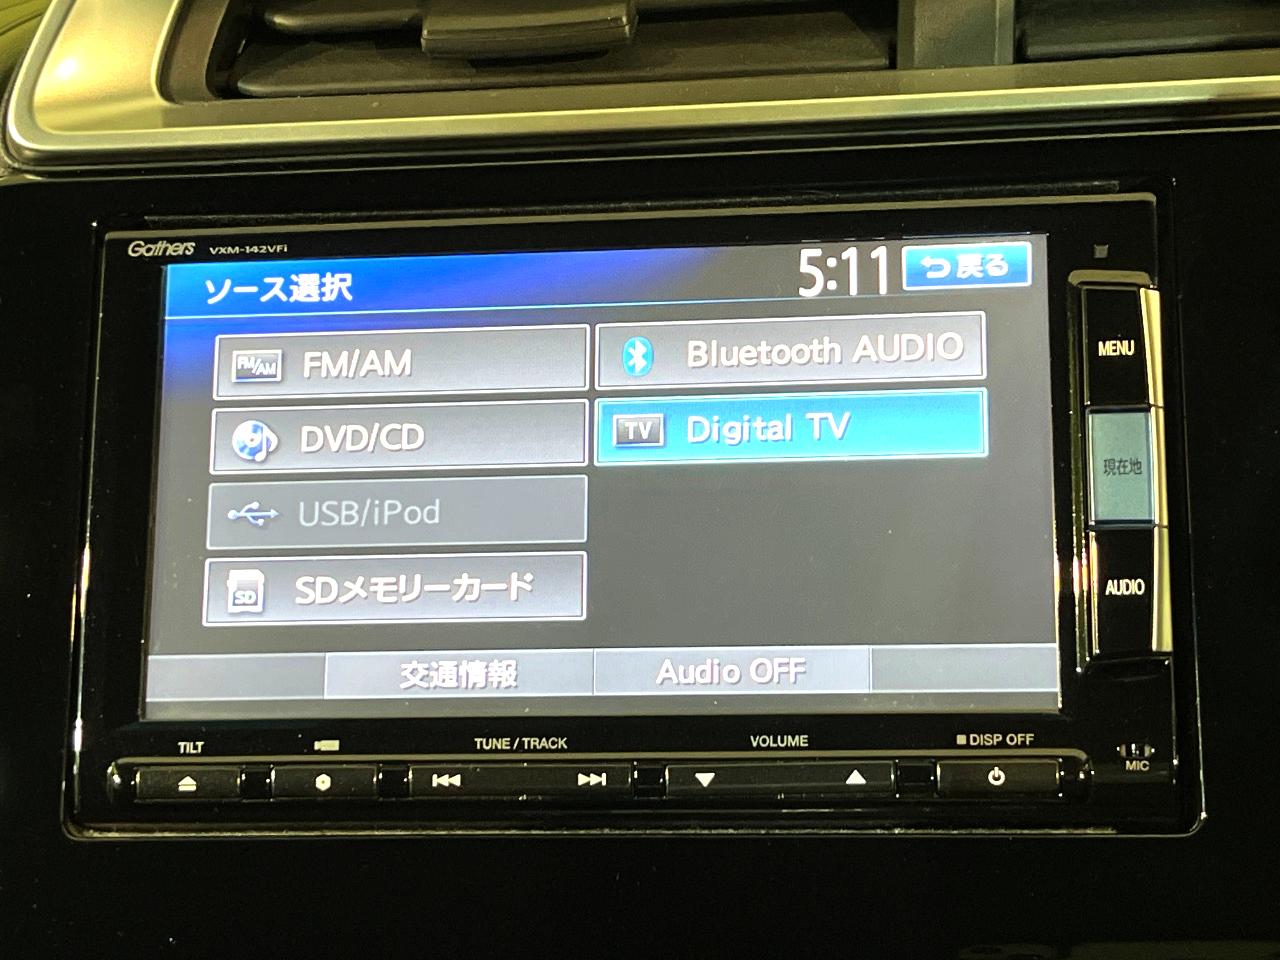 Gathers VXM-142VFi
ソース選択 5:11 戻る
FM/AM FM/AM
Bluetooth AUDIO
DVD/CD
TV Digital TV
USB/iPod
SD SDメモリーカード
交通情報 Audio OFF
MENU
現在地
AUDIO
TILT TUNE / TRACK VOLUME DISP OFF
MIC